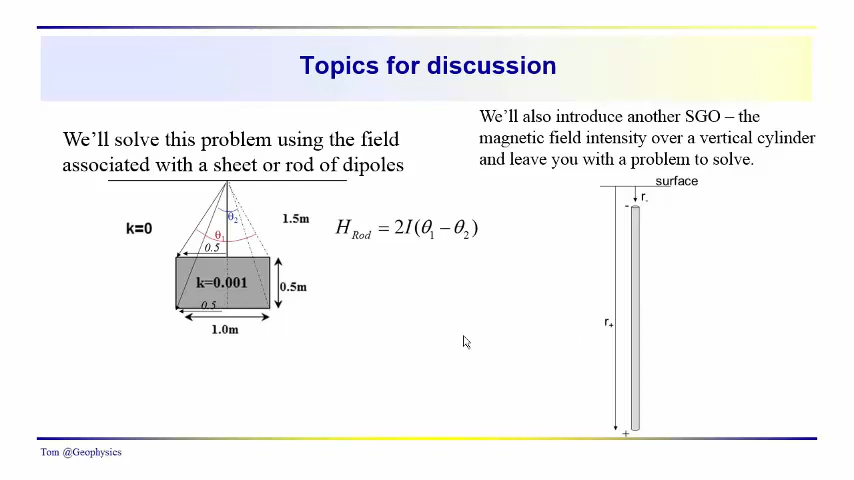 Topics for discussion
We'll solve this problem using the field
associated with a sheet or rod of dipoles
k=0
θ2
θ1
1.5m
0.5
k=0.001
0.5m
0.5
1.0m
H Rod = 2I(θ1 − θ2)
We'll also introduce another SGO – the
magnetic field intensity over a vertical cylinder
and leave you with a problem to solve.
surface
r-
-
r+
+
Tom @Geophysics